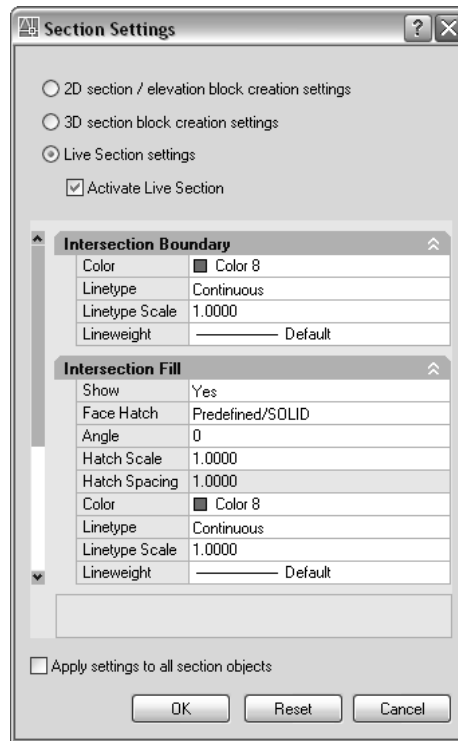 Section Settings
2D section / elevation block creation settings
3D section block creation settings
Live Section settings
Activate Live Section
Intersection Boundary
Color Color 8
Linetype Continuous
Linetype Scale 1.0000
Lineweight Default
Intersection Fill
Show Yes
Face Hatch Predefined/SOLID
Angle 0
Hatch Scale 1.0000
Hatch Spacing 1.0000
Color Color 8
Linetype Continuous
Linetype Scale 1.0000
Lineweight Default
Apply settings to all section objects
OK Reset Cancel